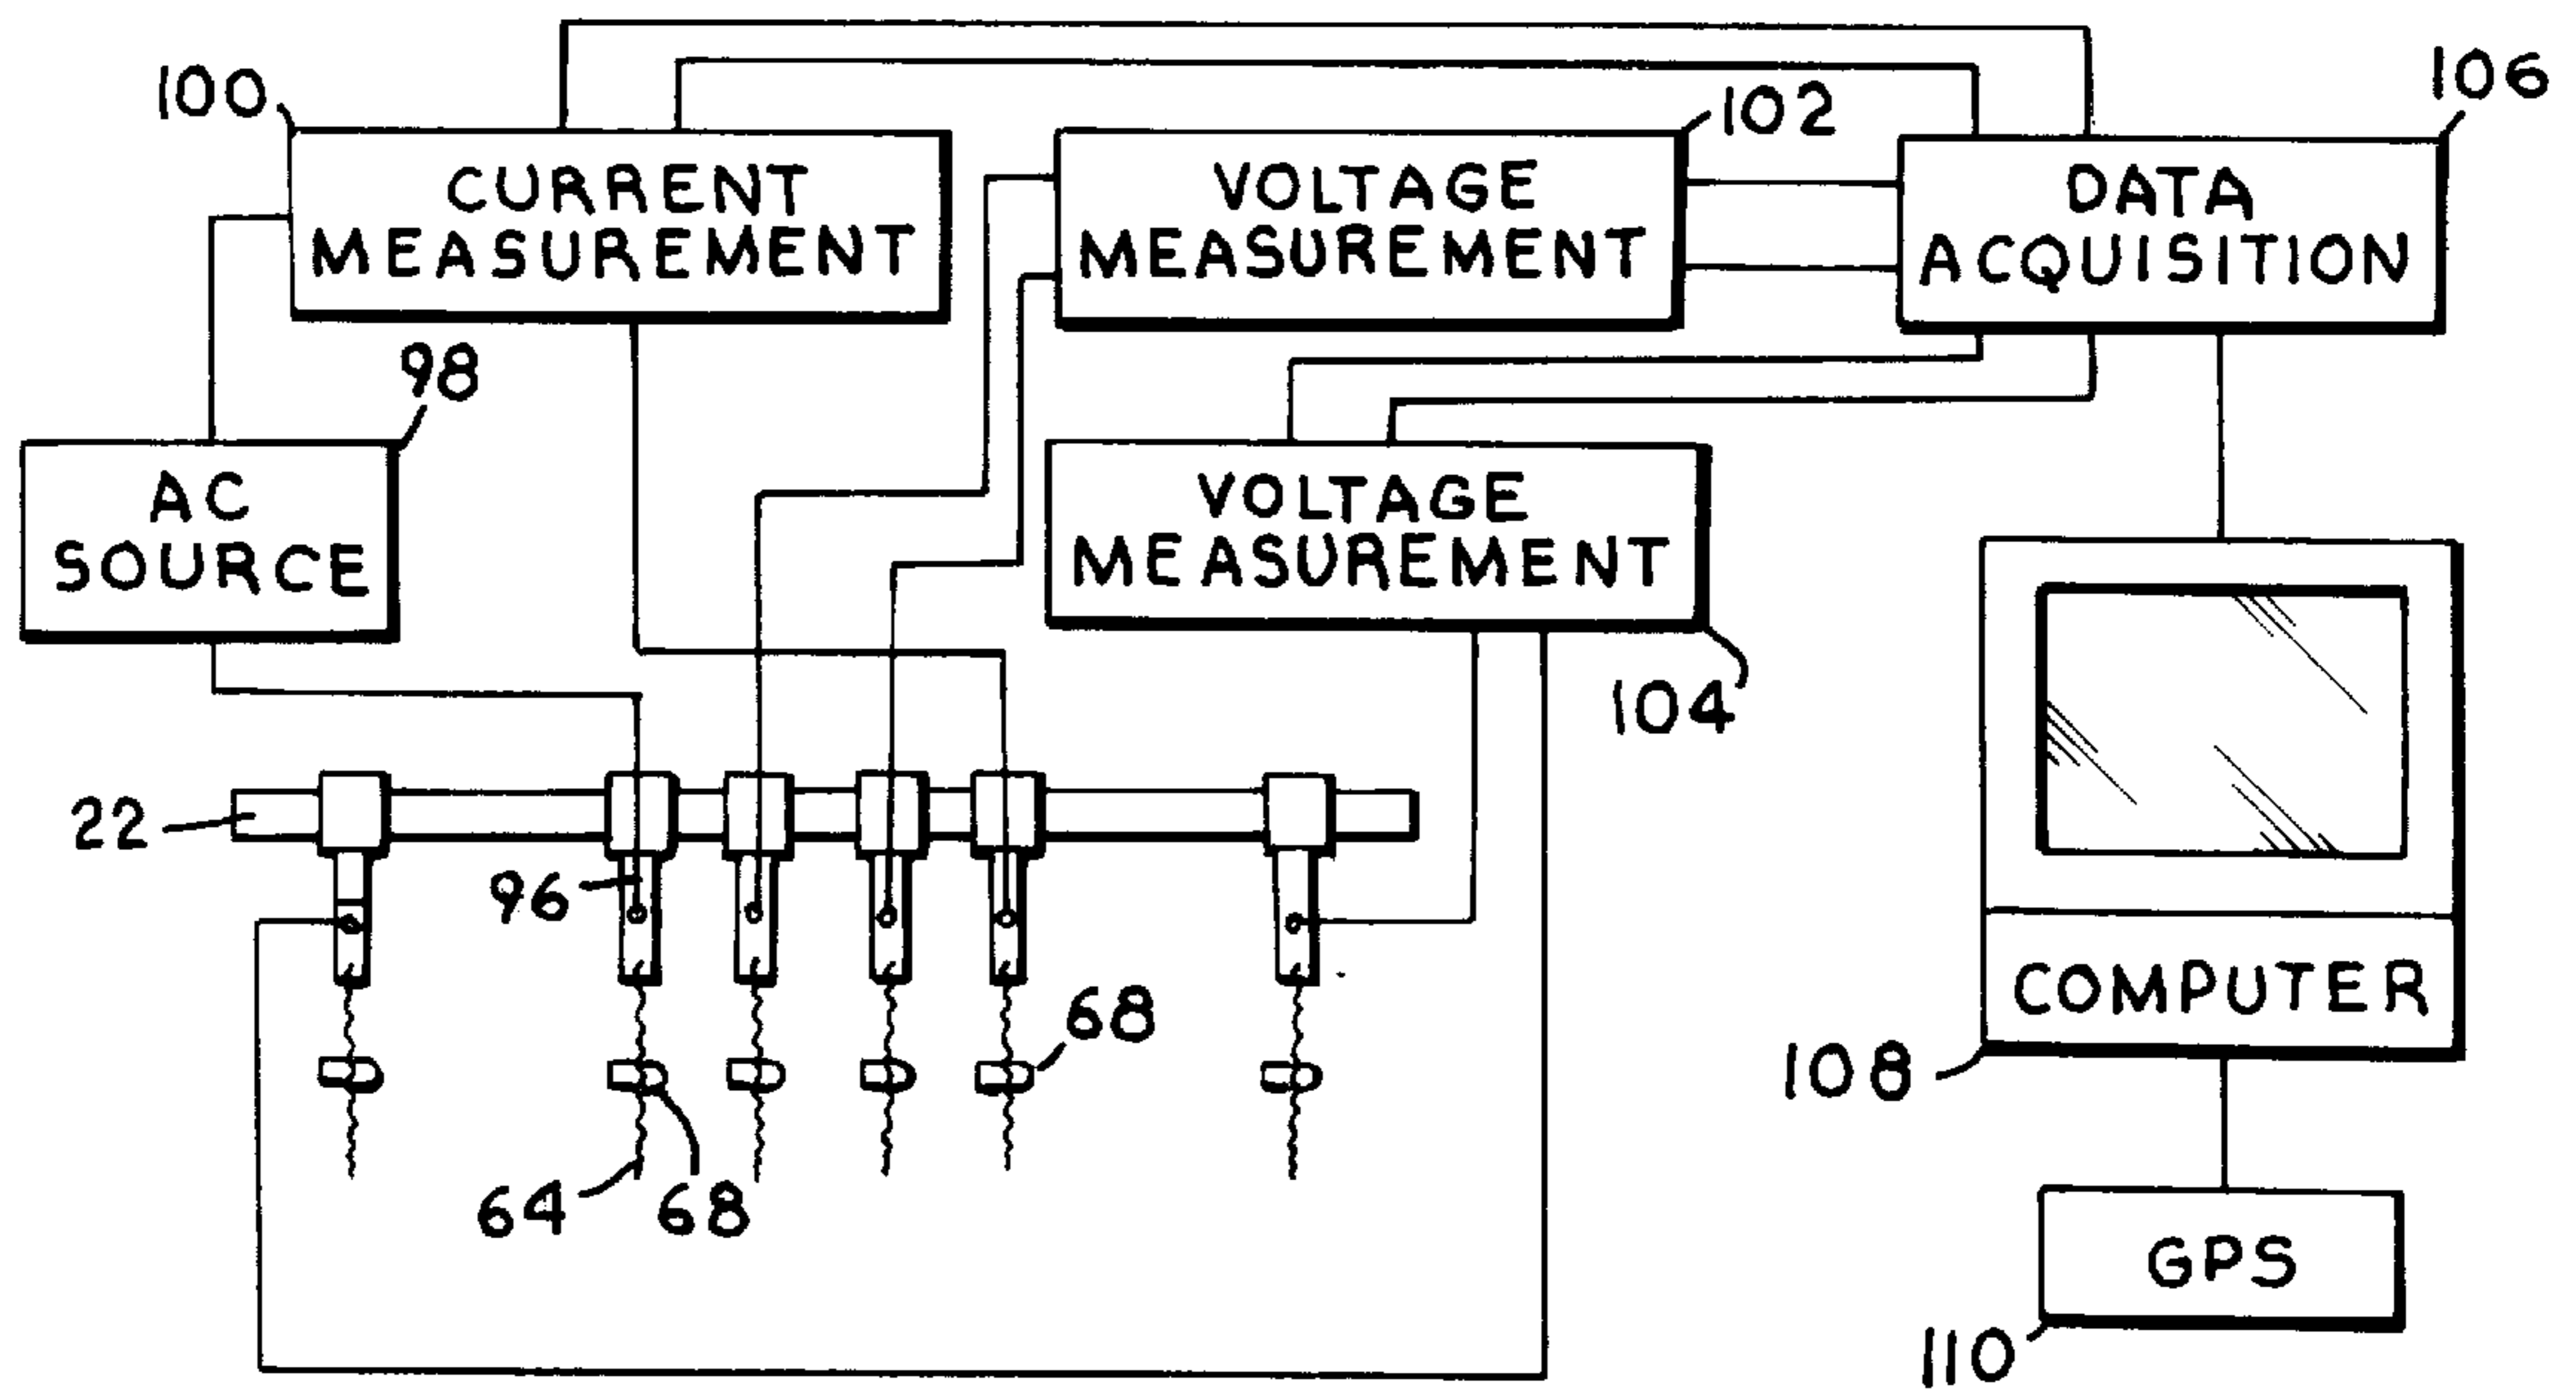 100
102
106
CURRENT
MEASUREMENT
VOLTAGE
MEASUREMENT
DATA
ACQUISITION
98
AC
SOURCE
VOLTAGE
MEASUREMENT
104
22
96
68
COMPUTER
108
64
68
GPS
110